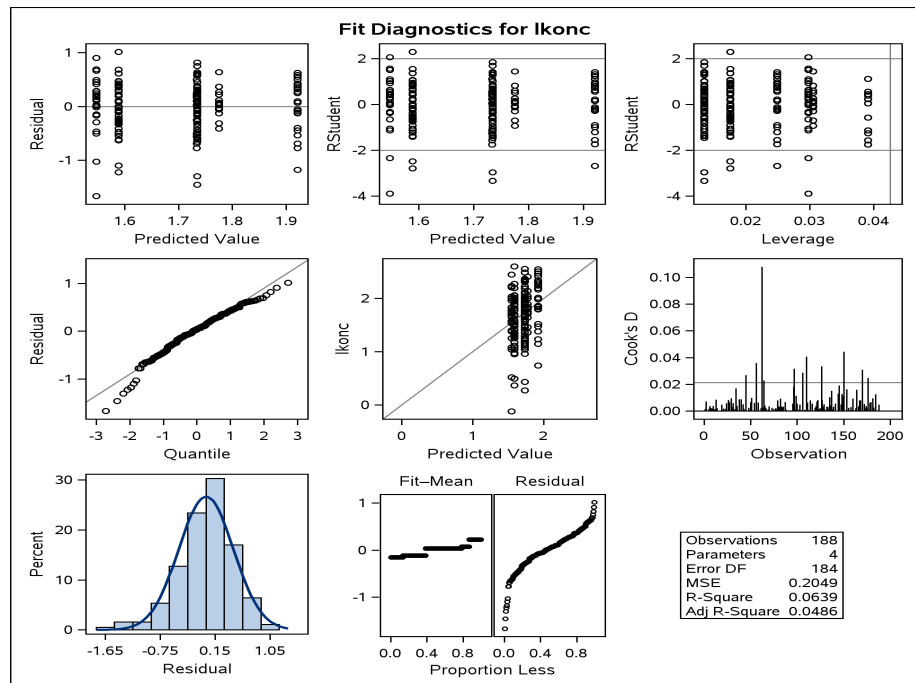 Fit Diagnostics for lkonc
1
0
-1
Residual
1.6 1.7 1.8 1.9
Predicted Value
2
0
-2
-4
RStudent
1.6 1.7 1.8 1.9
Predicted Value
2
0
-2
-4
RStudent
0.02 0.03 0.04
Leverage
1
0
-1
Residual
-3 -2 -1 0 1 2 3
Quantile
2
1
0
lkonc
0 1 2
Predicted Value
0.10
0.08
0.06
0.04
0.02
0.00
Cook's D
0 50 100 150 200
Observation
30
20
10
0
Percent
-1.65 -0.75 0.15 1.05
Residual
Fit–Mean Residual
1
0
-1
0.0 0.4 0.8 0.0 0.4 0.8
Proportion Less
Observations 188
Parameters 4
Error DF 184
MSE 0.2049
R-Square 0.0639
Adj R-Square 0.0486